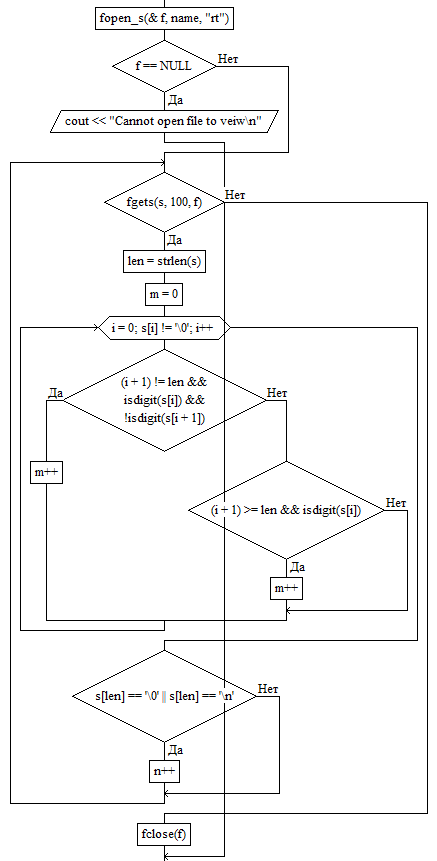 fopen_s(& f, name, "rt")
f == NULL
Нет
Да
cout << "Cannot open file to veiw\n"
fgets(s, 100, f)
Нет
Да
len = strlen(s)
m = 0
i = 0; s[i] != '\0'; i++
Да
(i + 1) != len &&
isdigit(s[i]) &&
!isdigit(s[i + 1])
Нет
m++
(i + 1) >= len && isdigit(s[i])
Нет
Да
m++
s[len] == '\0' || s[len] == '\n'
Нет
Да
n++
fclose(f)